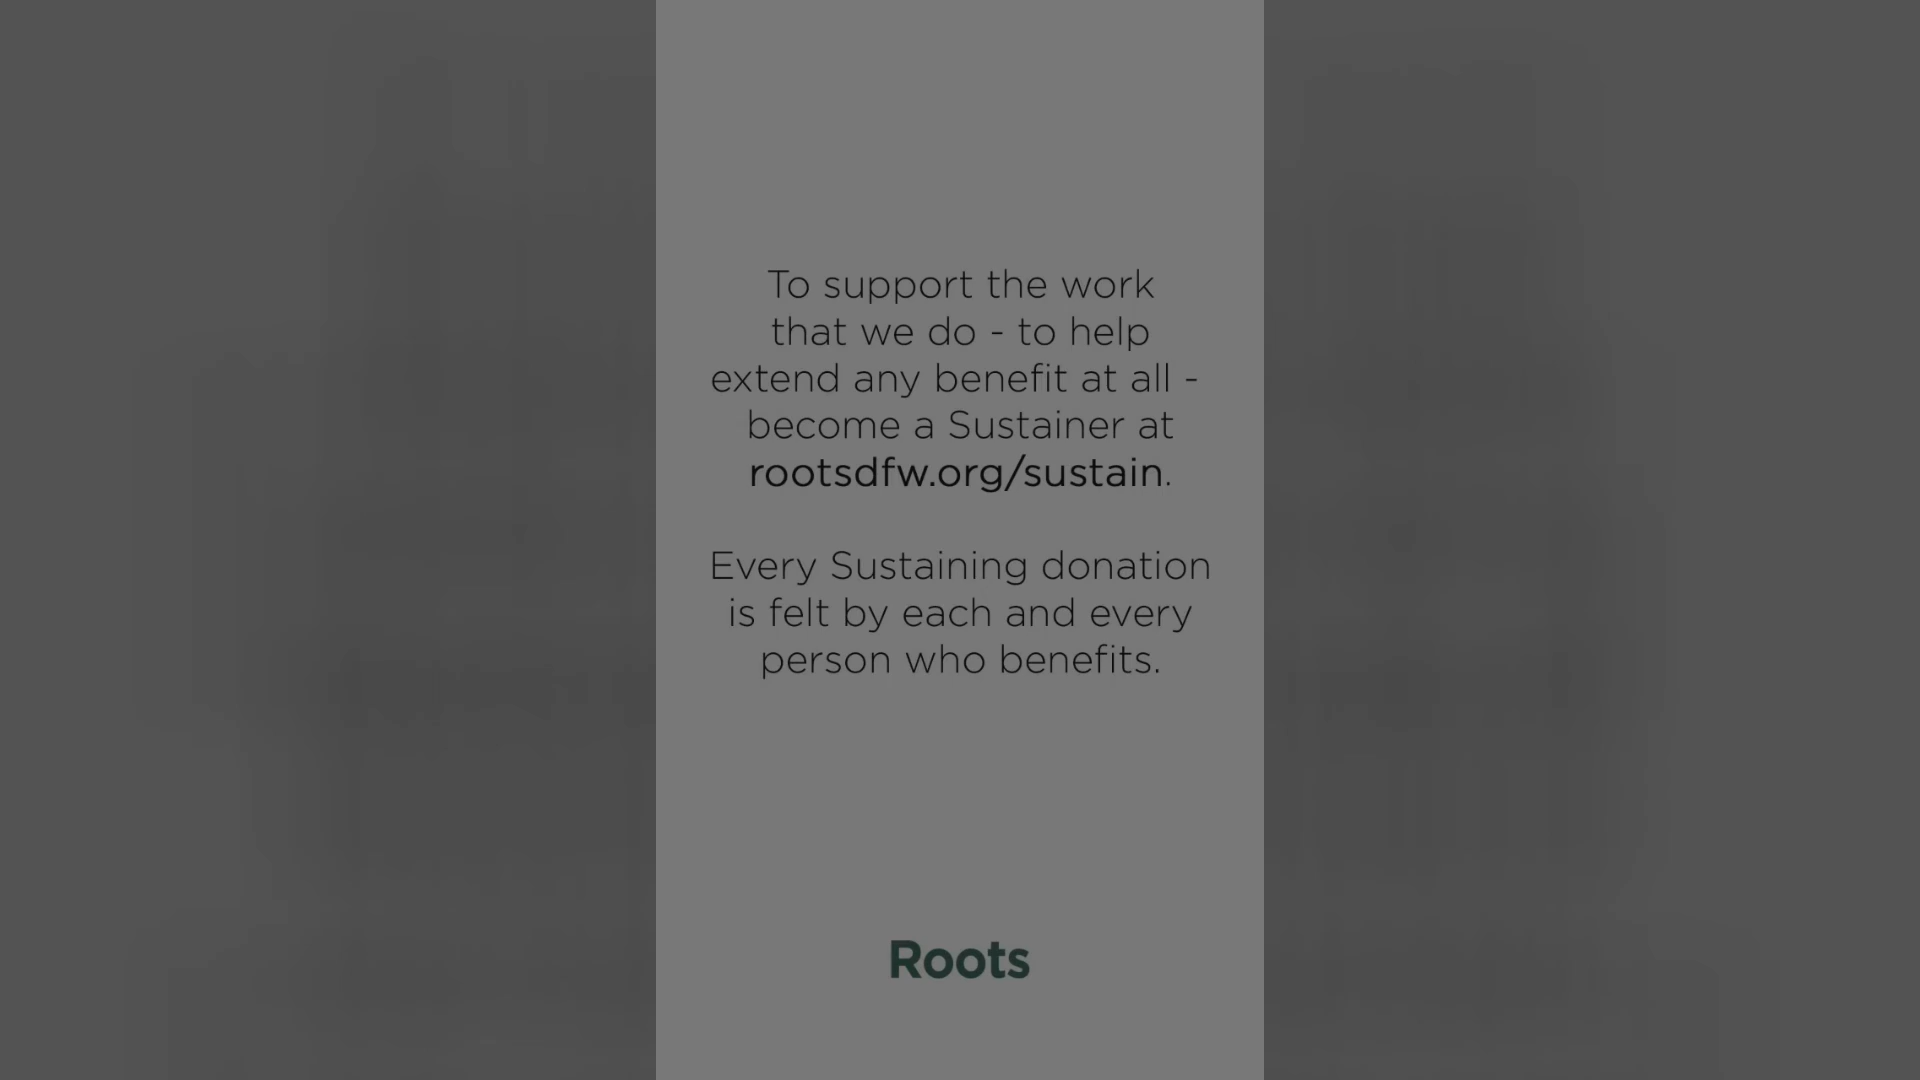 To support the work
that we do - to help
extend any benefit at all -
become a Sustainer at
rootsdfw.org/sustain.
Every Sustaining donation
is felt by each and every
person who benefits.
Roots